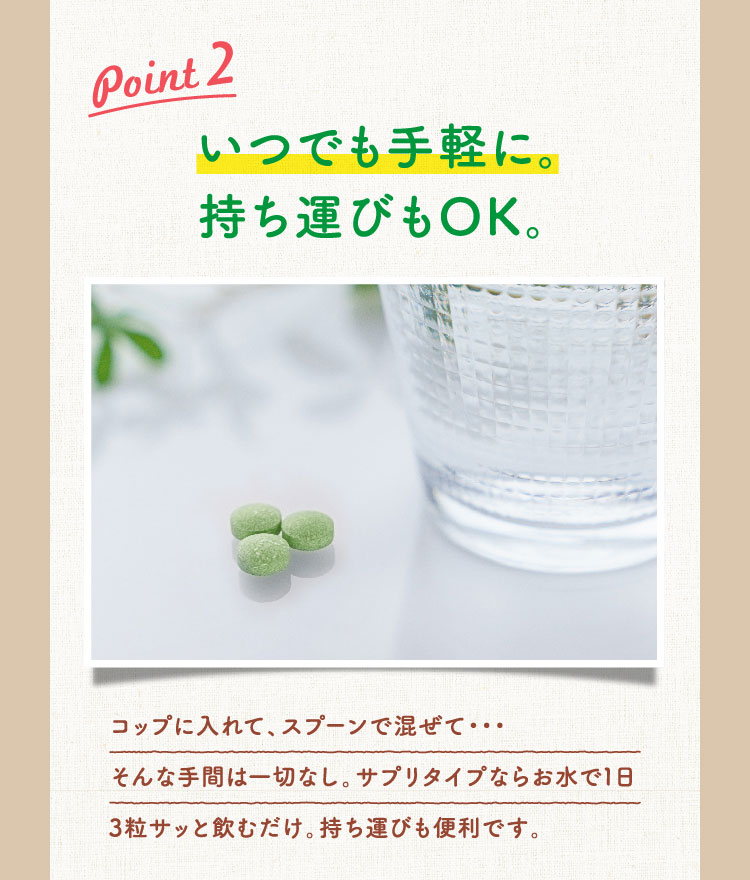 Point 2
いつでも手軽に。
持ち運びもOK。
コップに入れて、スプーンで混ぜて・・・
そんな手間は一切なし。サプリタイプならお水で1日
3粒サッと飲むだけ。持ち運びも便利です。